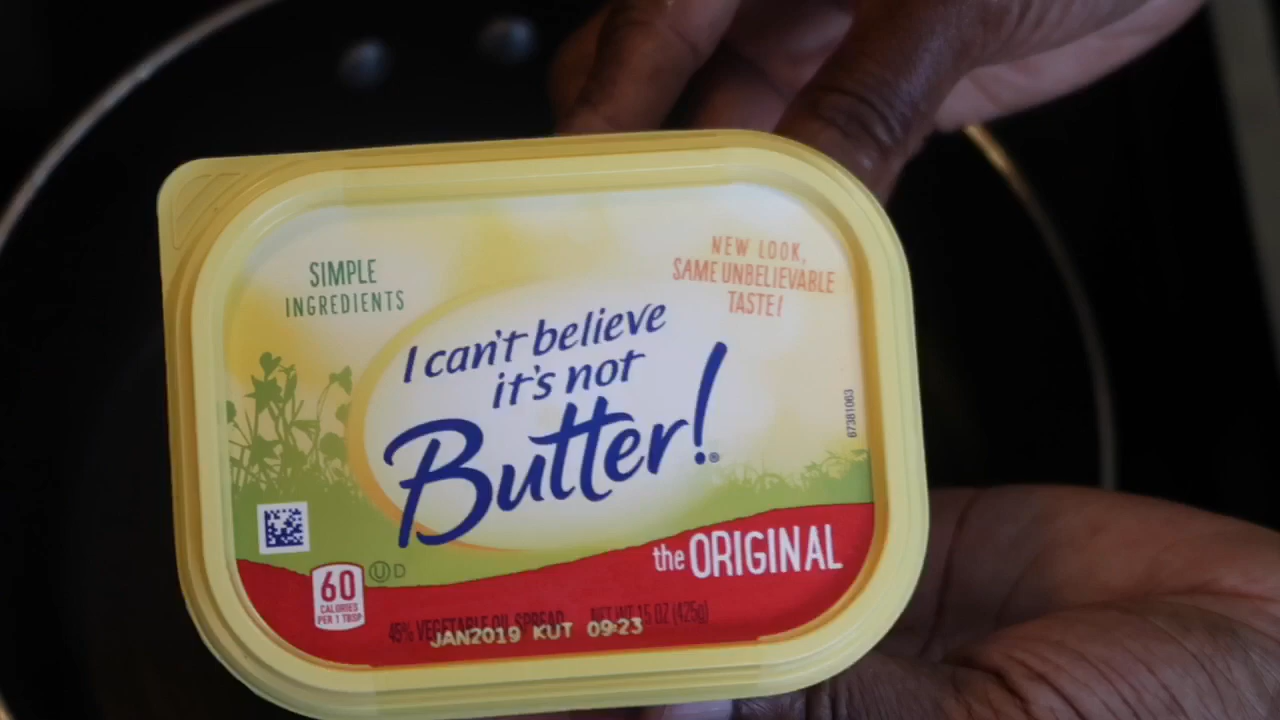 SIMPLE
INGREDIENTS
NEW LOOK,
SAME UNBELIEVABLE
TASTE!
I can't believe
it's not
Butter!®
67381063
the ORIGINAL
60
CALORIES
PER 1 TBSP
U D
45% VEGETABLE OIL SPREAD NET WT 15 OZ (425g)
JAN2019 KUT 09:23